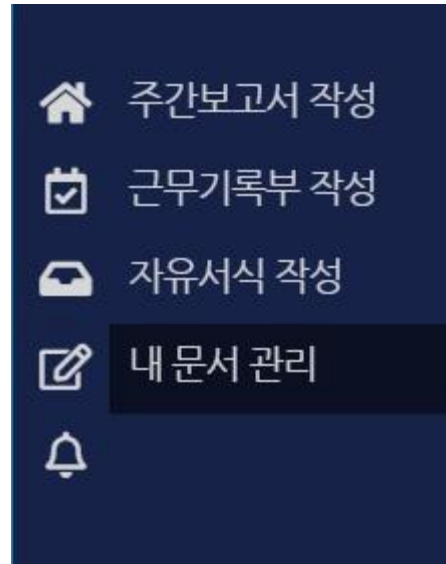 주간보고서 작성
근무기록부 작성
자유서식 작성
내 문서 관리